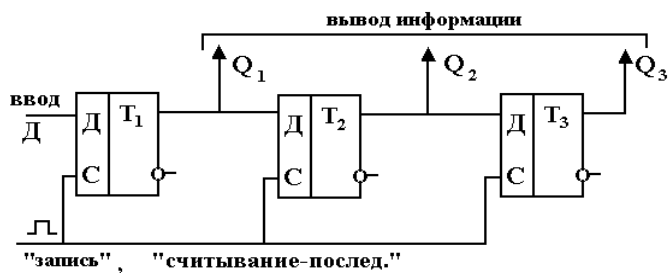 вывод информации
Q1 Q2 Q3
ввод
Д
Д T1
C
Д T2
C
Д T3
C
"запись", "считывание-послед."